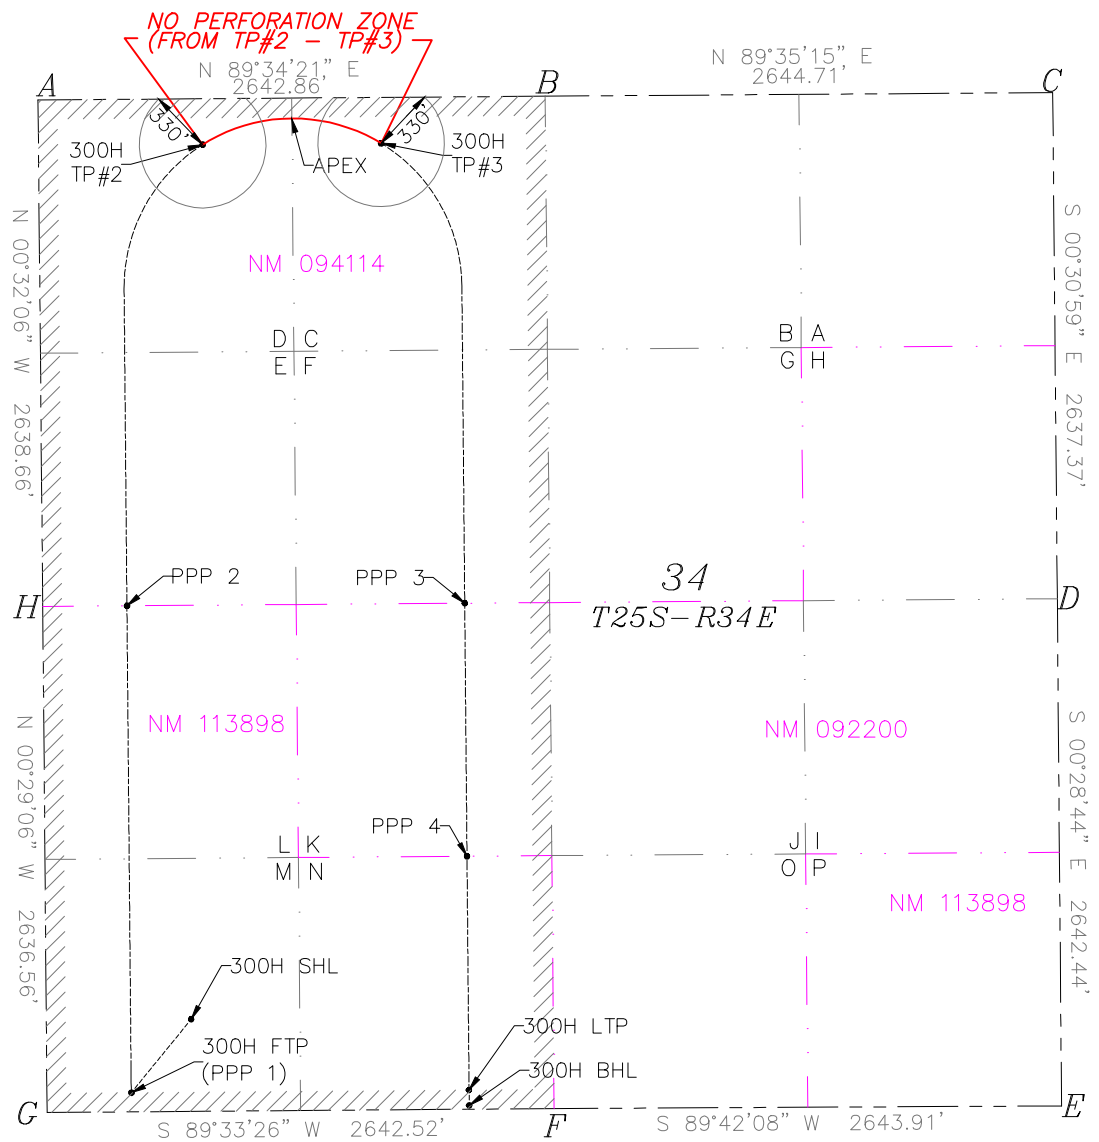 NO PERFORATION ZONE
(FROM TP#2 - TP#3)
N 89°34'21" E
2642.86'
N 89°35'15" E
2644.71'
A
B
C
330'
330'
300H
TP#2
APEX
300H
TP#3
N 00°32'06" W 2638.66'
S 00°30'59" E 2637.37'
NM 094114
D C
E F
B A
G H
PPP 2
PPP 3
34
T25S-R34E
H
D
NM 113898
NM 092200
N 00°29'06" W 2636.56'
S 00°28'44" E 2642.44'
PPP 4
L K
M N
J I
O P
NM 113898
300H SHL
300H FTP
(PPP 1)
300H LTP
300H BHL
G
F
E
S 89°33'26" W 2642.52'
S 89°42'08" W 2643.91'